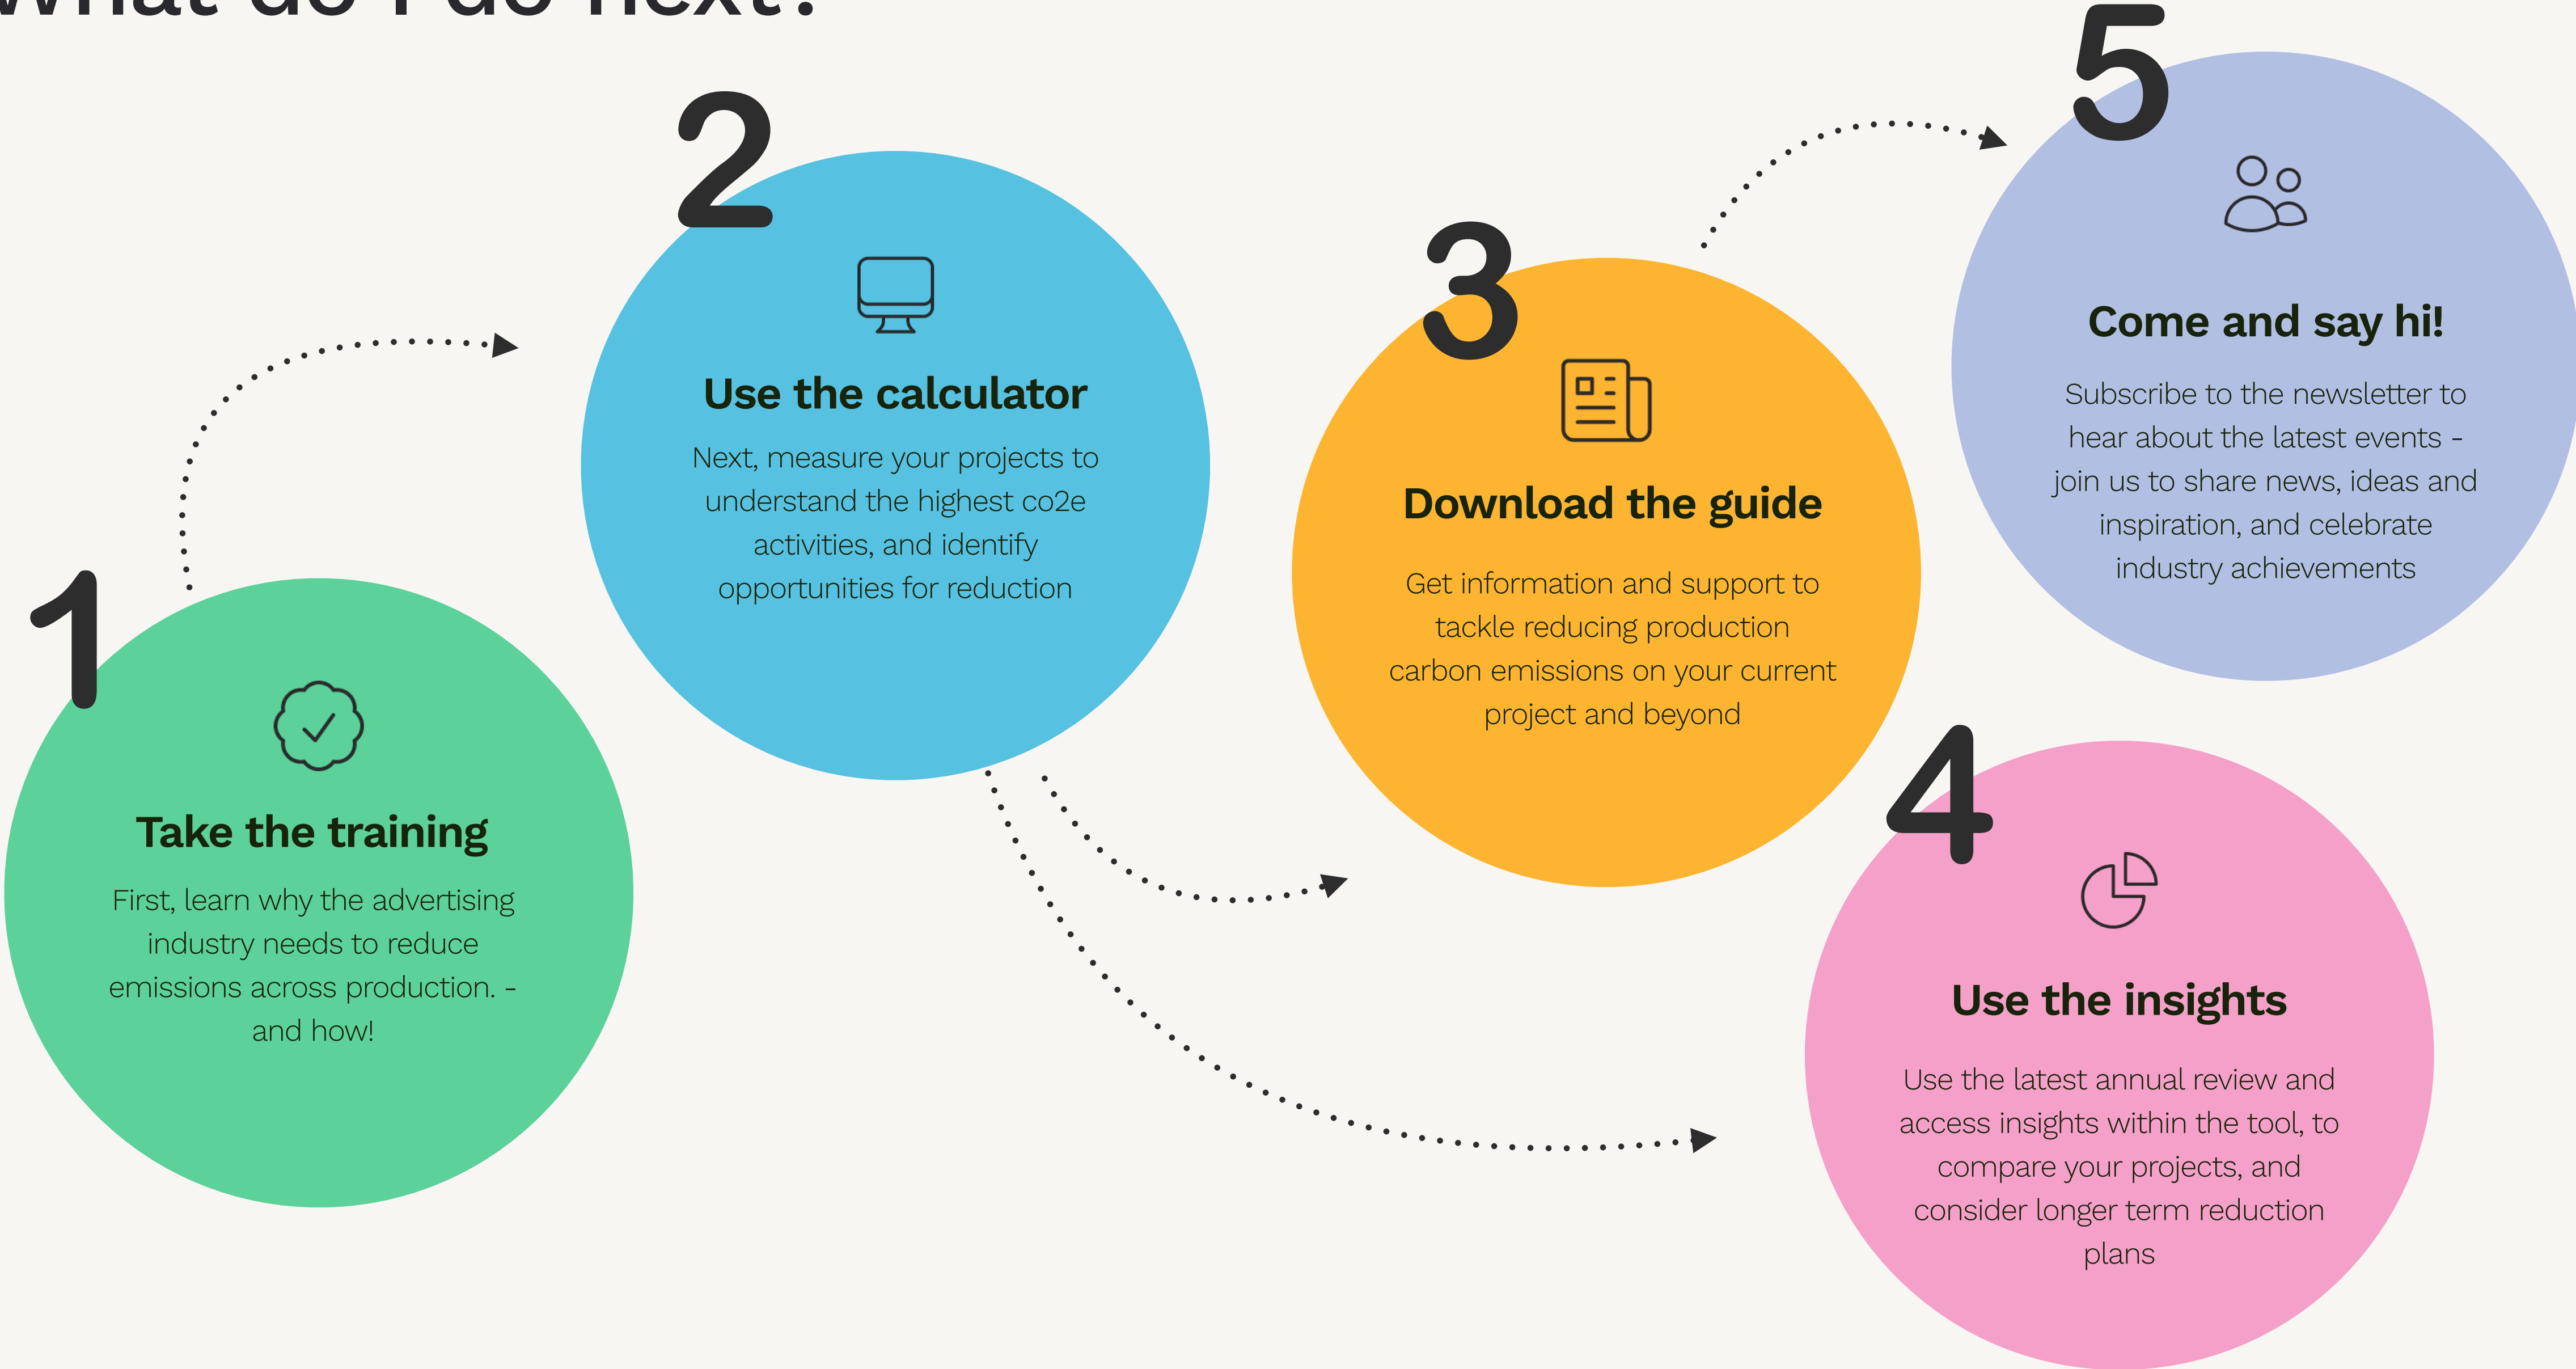 What do I do next?
1
Take the training
First, learn why the advertising
industry needs to reduce
emissions across production. -
and how!
2
Use the calculator
Next, measure your projects to
understand the highest co2e
activities, and identify
opportunities for reduction
3
Download the guide
Get information and support to
tackle reducing production
carbon emissions on your current
project and beyond
4
Use the insights
Use the latest annual review and
access insights within the tool, to
compare your projects, and
consider longer term reduction
plans
5
Come and say hi!
Subscribe to the newsletter to
hear about the latest events -
join us to share news, ideas and
inspiration, and celebrate
industry achievements